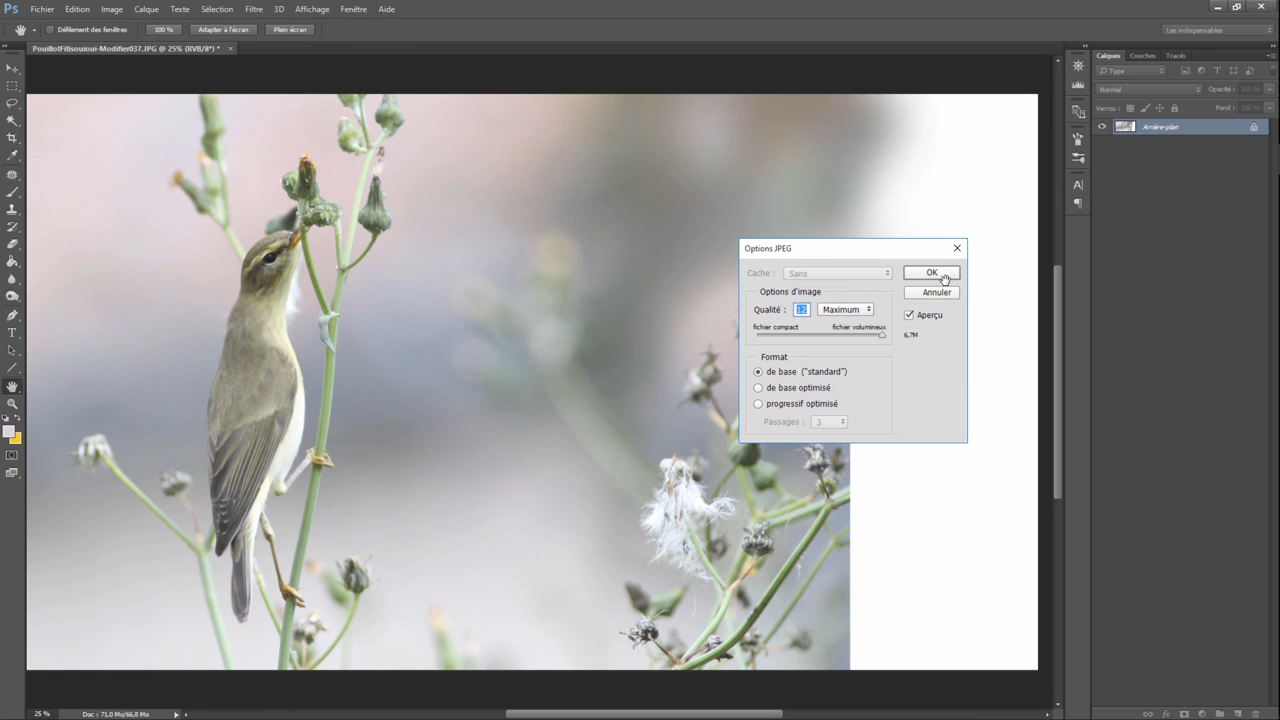 Ps Fichier Edition Image Calque Texte Sélection Filtre 3D Affichage Fenêtre Aide
Défilement des fenêtres 100 % Adapter à l'écran Plein écran Les indispensables
PouillotFitisouioui-Modifier037.JPG @ 25% (RVB/8*) * ×
Calques Couches Tracés
Type
Normal Opacité : 100 %
Verrou : Fond : 100 %
Arrière-plan
Options JPEG
Cache : Sans OK
Options d'image Annuler
Qualité : 12 Maximum Aperçu
fichier compact fichier volumineux
6,7M
Format
de base ("standard")
de base optimisé
progressif optimisé
Passages : 3
25 % Doc : 71,0 Mo/66,8 Mo